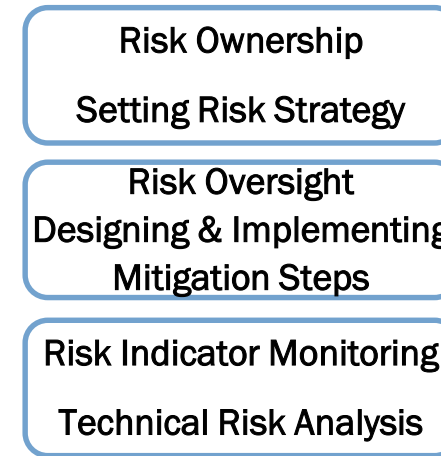 Risk Ownership
Setting Risk Strategy
Risk Oversight
Designing & Implementing
Mitigation Steps
Risk Indicator Monitoring
Technical Risk Analysis